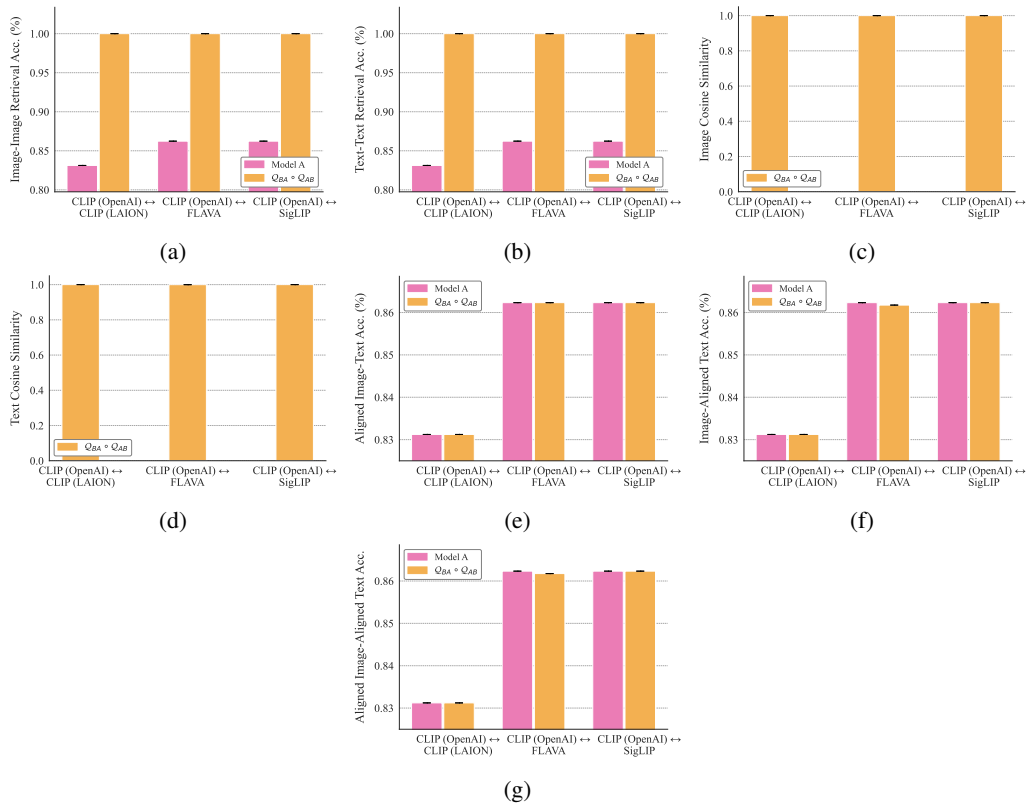 Image-Image Retrieval Acc. (%)
1.00
0.95
0.90
0.85
0.80
Model A
Q_BA ∘ Q_AB
CLIP (OpenAI) ↔ CLIP (OpenAI) ↔ CLIP (OpenAI) ↔
CLIP (LAION) FLAVA SigLIP
(a)
Text-Text Retrieval Acc. (%)
1.00
0.95
0.90
0.85
0.80
Model A
Q_BA ∘ Q_AB
CLIP (OpenAI) ↔ CLIP (OpenAI) ↔ CLIP (OpenAI) ↔
CLIP (LAION) FLAVA SigLIP
(b)
Image Cosine Similarity
1.0
0.8
0.6
0.4
0.2
0.0
Q_BA ∘ Q_AB
CLIP (OpenAI) ↔ CLIP (OpenAI) ↔ CLIP (OpenAI) ↔
CLIP (LAION) FLAVA SigLIP
(c)
Text Cosine Similarity
1.0
0.8
0.6
0.4
0.2
0.0
Q_BA ∘ Q_AB
CLIP (OpenAI) ↔ CLIP (OpenAI) ↔ CLIP (OpenAI) ↔
CLIP (LAION) FLAVA SigLIP
(d)
Aligned Image-Text Acc. (%)
0.86
0.85
0.84
0.83
Model A
Q_BA ∘ Q_AB
CLIP (OpenAI) ↔ CLIP (OpenAI) ↔ CLIP (OpenAI) ↔
CLIP (LAION) FLAVA SigLIP
(e)
Image-Aligned Text Acc. (%)
0.86
0.85
0.84
0.83
Model A
Q_BA ∘ Q_AB
CLIP (OpenAI) ↔ CLIP (OpenAI) ↔ CLIP (OpenAI) ↔
CLIP (LAION) FLAVA SigLIP
(f)
Aligned Image-Aligned Text Acc.
0.86
0.85
0.84
0.83
Model A
Q_BA ∘ Q_AB
CLIP (OpenAI) ↔ CLIP (OpenAI) ↔ CLIP (OpenAI) ↔
CLIP (LAION) FLAVA SigLIP
(g)